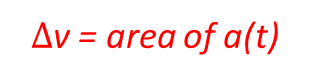 Δv = area of a(t)